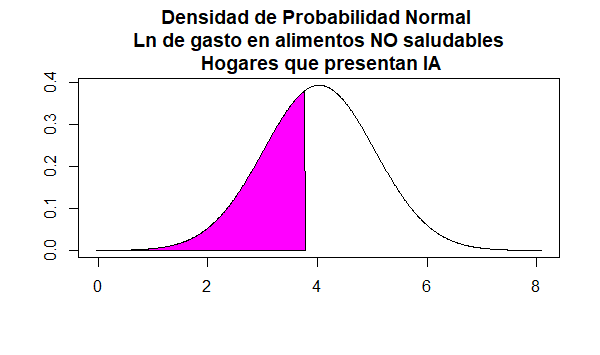 Densidad de Probabilidad Normal
Ln de gasto en alimentos NO saludables
Hogares que presentan IA
0.4
0.3
0.2
0.1
0.0
0 2 4 6 8